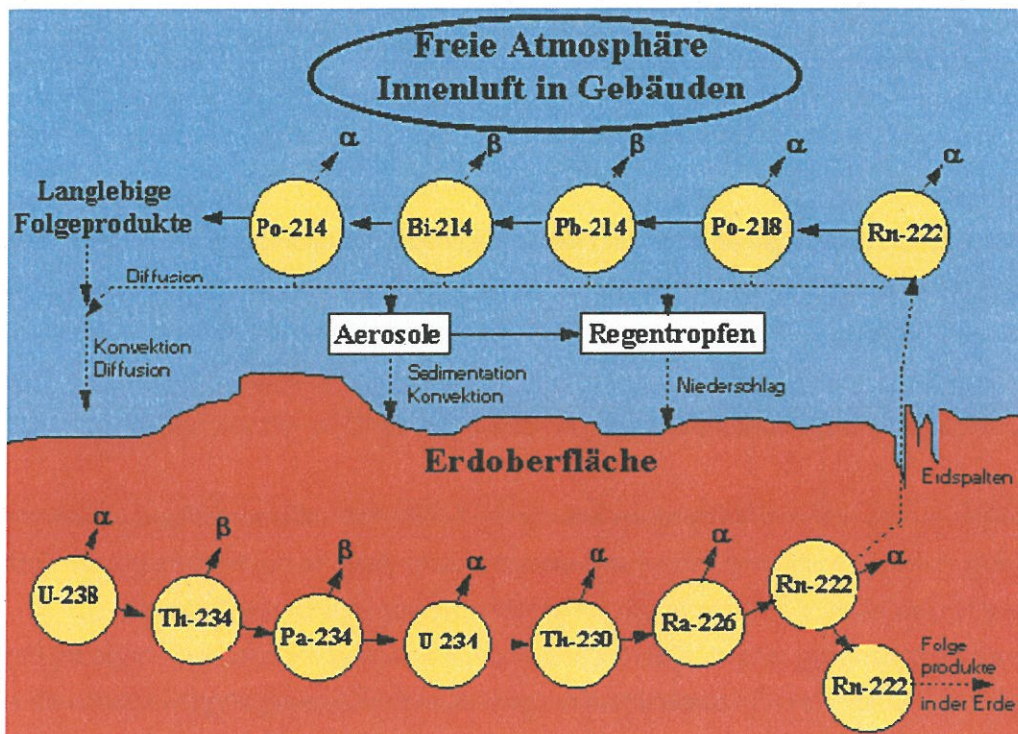 Freie Atmosphäre
Innenluft in Gebäuden
α
β
β
α
α
Langlebige
Folgeprodukte
Po-214
Bi-214
Pb-214
Po-218
Rn-222
Diffusion
Aerosole
Regentropfen
Konvektion
Diffusion
Sedimentation
Konvektion
Niederschlag
Erdoberfläche
Erdspalten
α
β
β
α
α
α
α
U-238
Th-234
Pa-234
U 234
Th-230
Ra-226
Rn-222
Rn-222
Folge
produkte
in der Erde